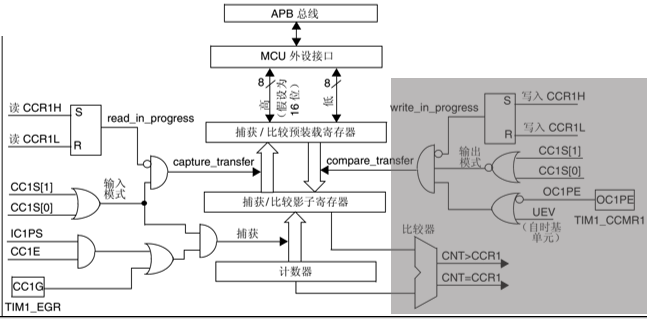 APB 总线
MCU 外设接口
8
高
(假设为
16 位)
8
低
读 CCR1H
S
read_in_progress
读 CCR1L
R
捕获 / 比较预装载寄存器
write_in_progress
S
写入 CCR1H
R
写入 CCR1L
capture_transfer
compare_transfer
输出
模式
CC1S[1]
CC1S[0]
CC1S[1]
CC1S[0]
输入
模式
捕获/比较影子寄存器
OC1PE
OC1PE
UEV
(自时基
单元)
TIM1_CCMR1
IC1PS
CC1E
捕获
比较器
CC1G
TIM1_EGR
计数器
CNT>CCR1
CNT=CCR1